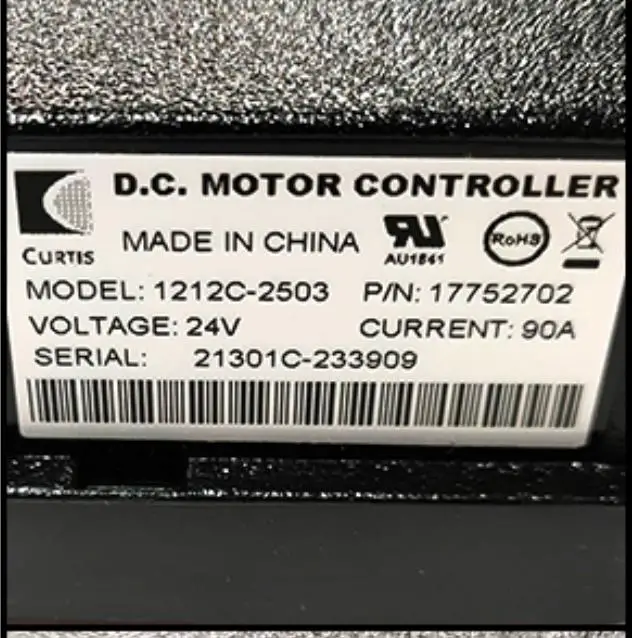 D.C. MOTOR CONTROLLER
CURTIS
MADE IN CHINA
RU
AU1841
RoHS
MODEL: 1212C-2503 P/N: 17752702
VOLTAGE: 24V CURRENT: 90A
SERIAL: 21301C-233909